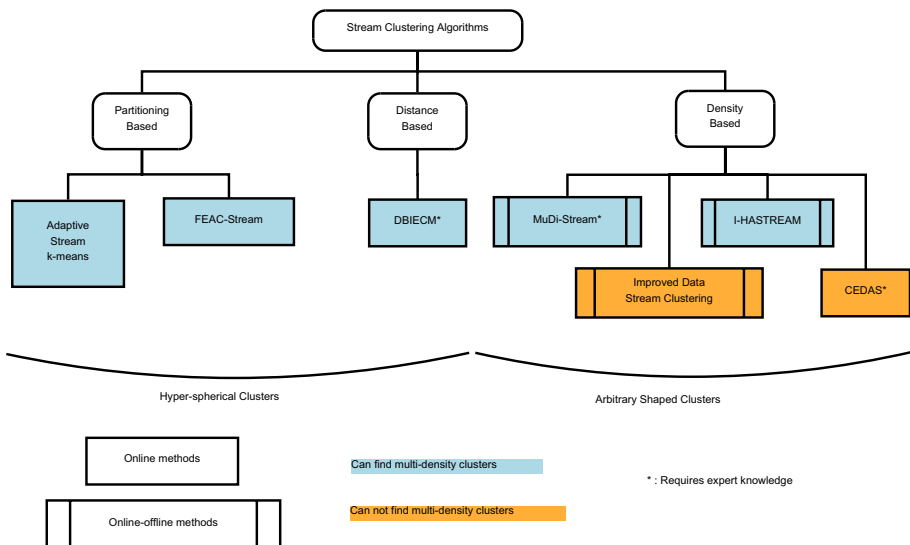 Stream Clustering Algorithms
Partitioning
Based
Distance
Based
Density
Based
Adaptive
Stream
k-means
FEAC-Stream
DBIECM*
MuDi-Stream*
I-HASTREAM
Improved Data
Stream Clustering
CEDAS*
Hyper-spherical Clusters
Arbitrary Shaped Clusters
Online methods
Can find multi-density clusters
* : Requires expert knowledge
Can not find multi-density clusters
Online-offline methods